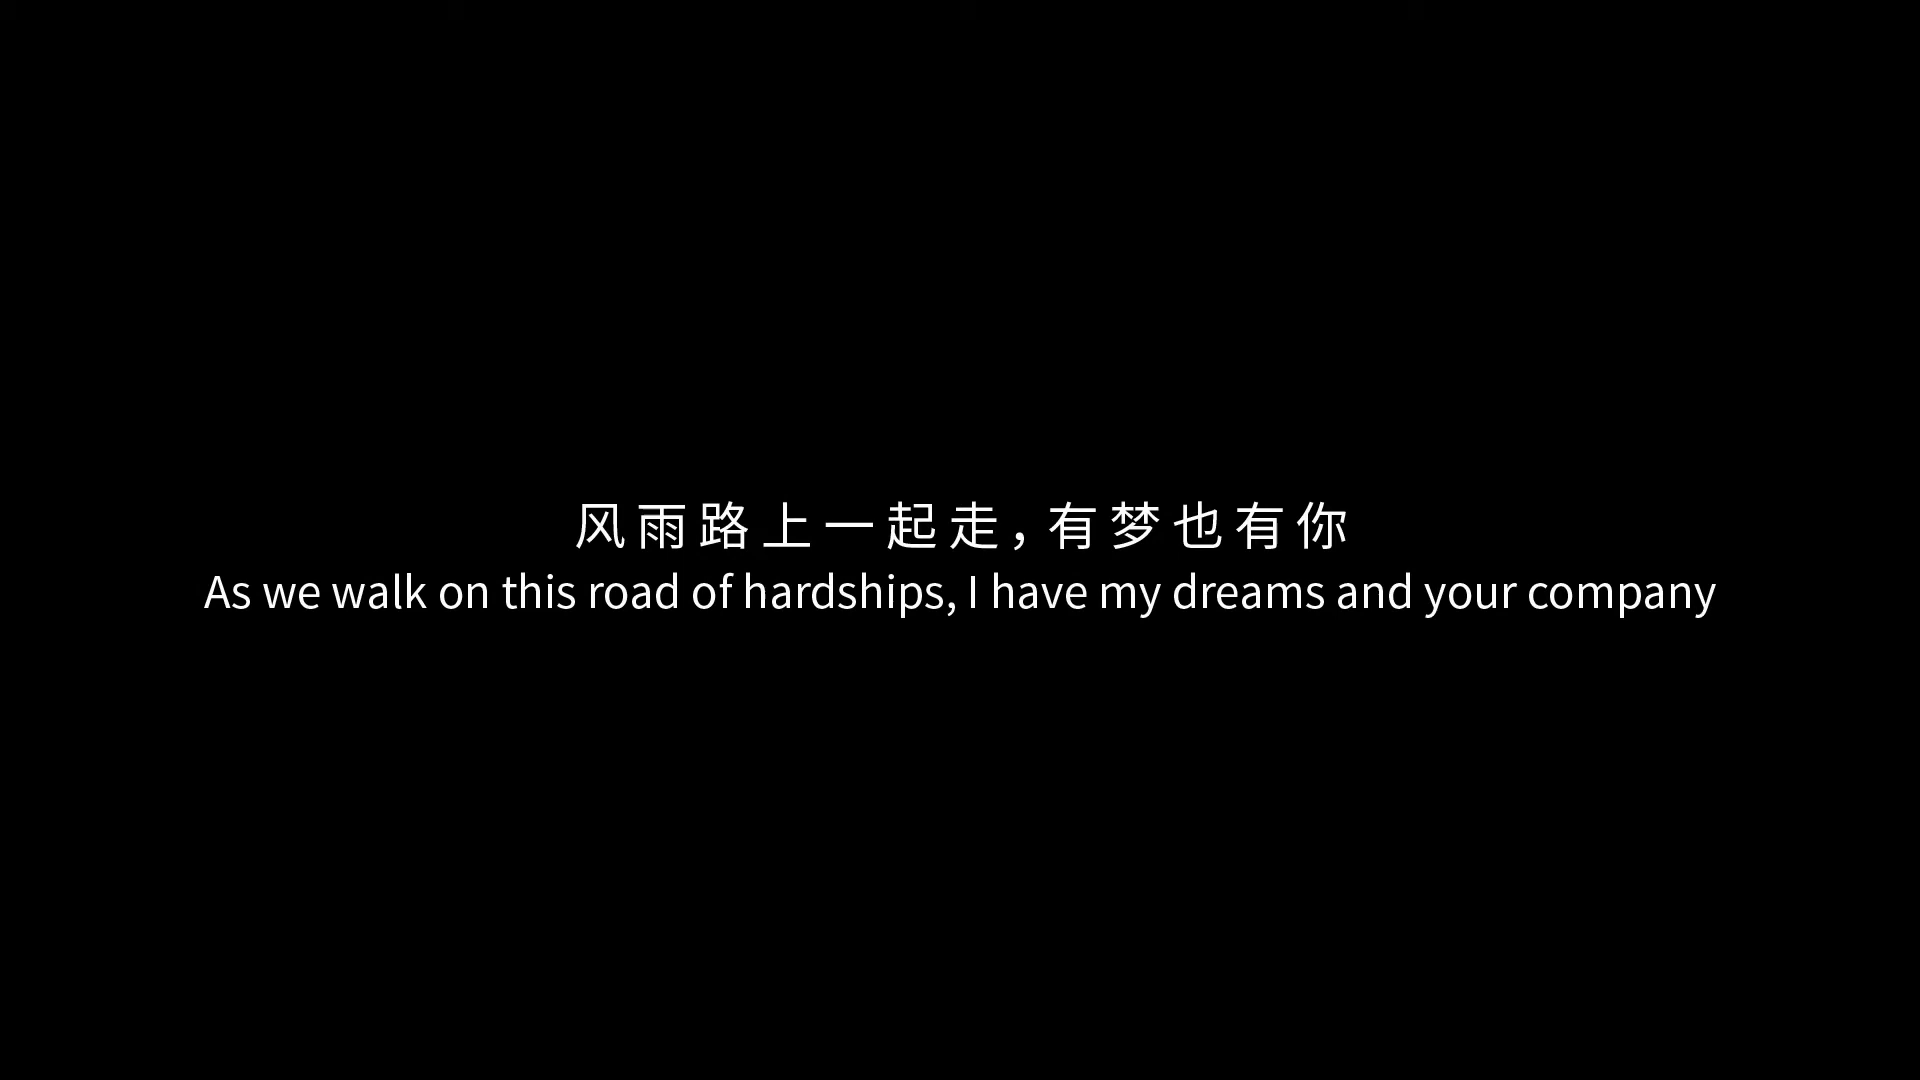 风雨路上一起走，有梦也有你
As we walk on this road of hardships, I have my dreams and your company